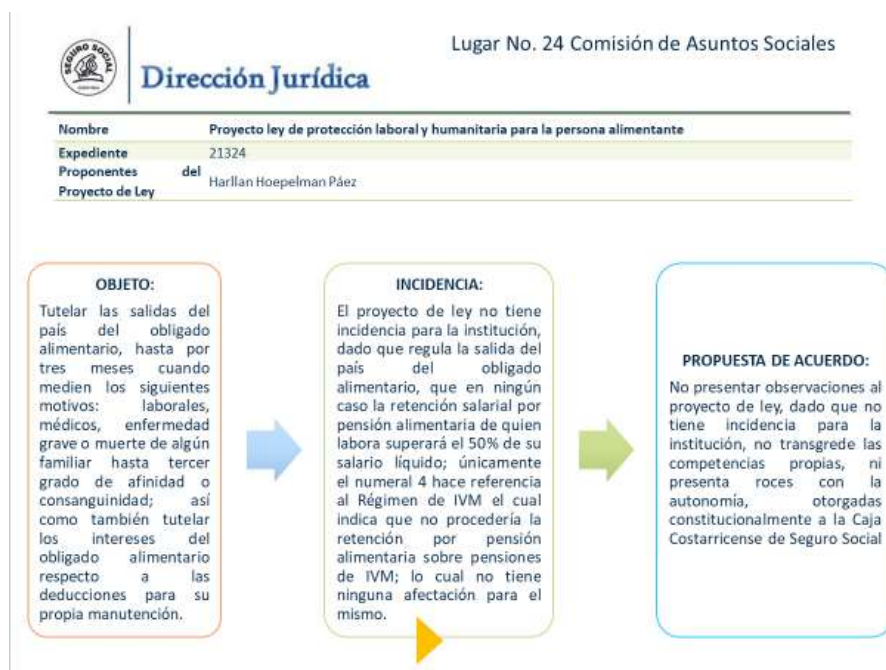 Lugar No. 24 Comisión de Asuntos Sociales
SEGURO SOCIAL
Dirección Jurídica
Nombre Proyecto ley de protección laboral y humanitaria para la persona alimentante
Expediente 21324
Proponentes del
Proyecto de Ley Harllan Hoepelman Páez
OBJETO:
Tutelar las salidas del
país del obligado
alimentario, hasta por
tres meses cuando
medien los siguientes
motivos: laborales,
médicos, enfermedad
grave o muerte de algún
familiar hasta tercer
grado de afinidad o
consanguinidad; así
como también tutelar
los intereses del
obligado alimentario
respecto a las
deducciones para su
propia manutención.
INCIDENCIA:
El proyecto de ley no tiene
incidencia para la institución,
dado que regula la salida del
país del obligado
alimentario, que en ningún
caso la retención salarial por
pensión alimentaria de quien
labora superará el 50% de su
salario líquido; únicamente
el numeral 4 hace referencia
al Régimen de IVM el cual
indica que no procedería la
retención por pensión
alimentaria sobre pensiones
de IVM; lo cual no tiene
ninguna afectación para el
mismo.
PROPUESTA DE ACUERDO:
No presentar observaciones al
proyecto de ley, dado que no
tiene incidencia para la
institución, no transgrede las
competencias propias, ni
presenta roces con la
autonomía, otorgadas
constitucionalmente a la Caja
Costarricense de Seguro Social